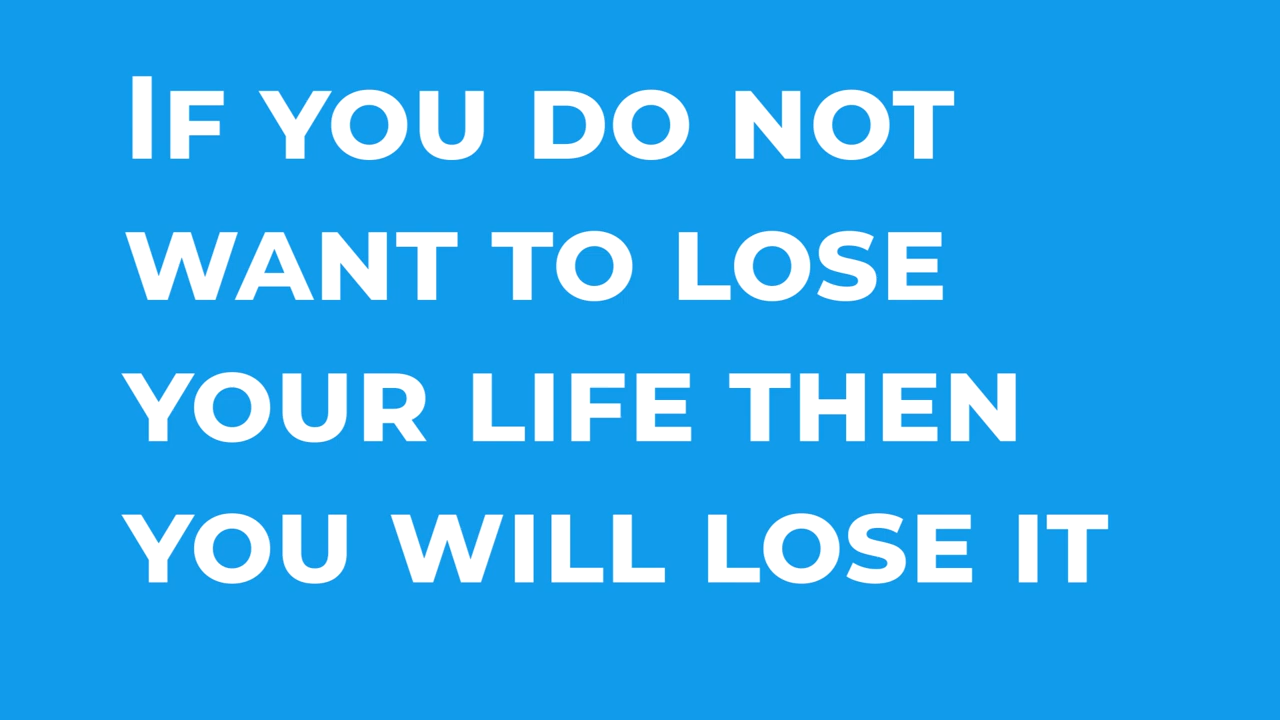 If you do not
want to lose
your life then
you will lose it